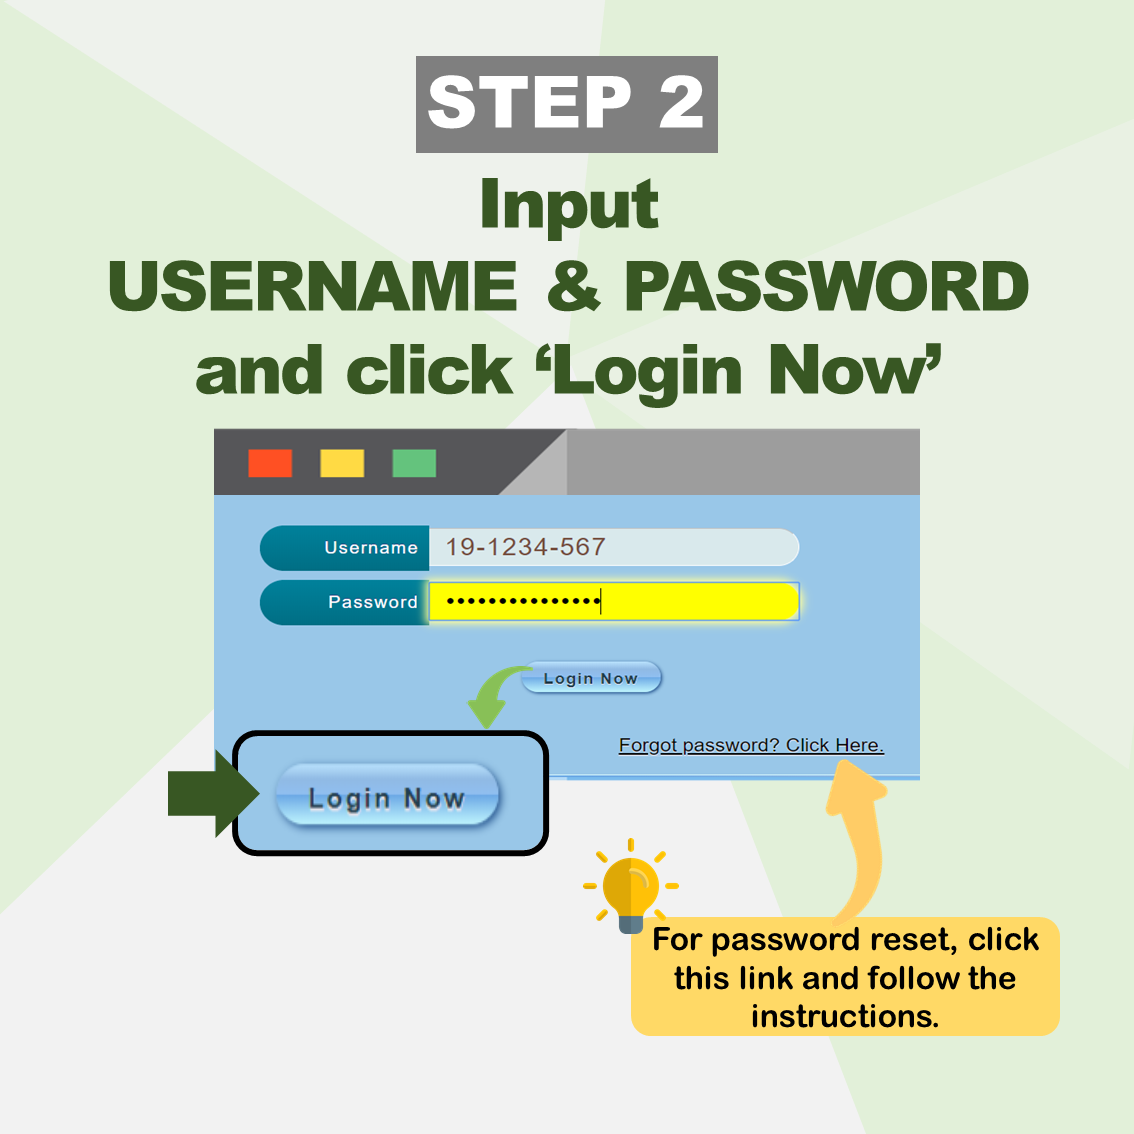 STEP 2
Input
USERNAME & PASSWORD
and click ‘Login Now’
Username 19-1234-567
Password •••••••••••••••
Login Now
Forgot password? Click Here.
Login Now
For password reset, click
this link and follow the
instructions.